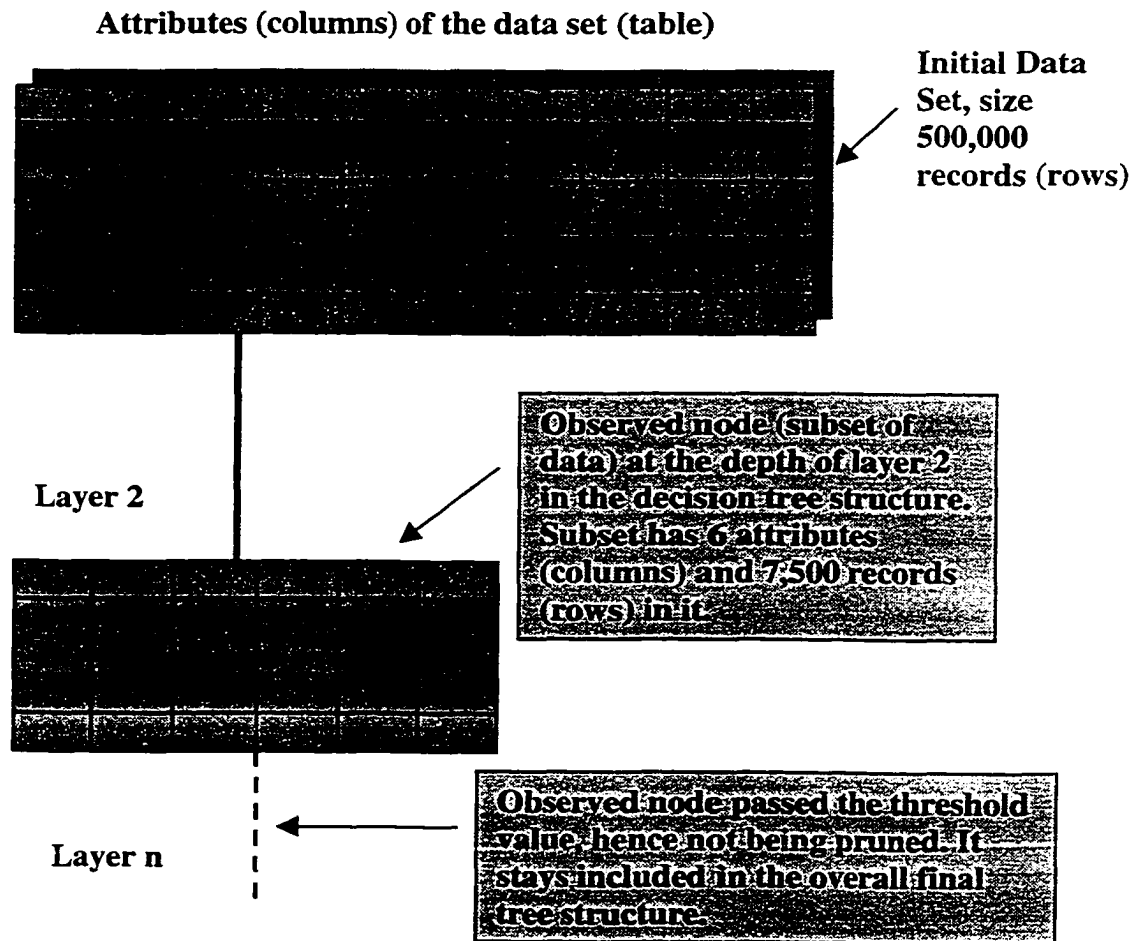 Attributes (columns) of the data set (table)
Initial Data
Set, size
500,000
records (rows)
Observed node (subset of
data) at the depth of layer 2
in the decision tree structure.
Subset has 6 attributes
(columns) and 7,500 records
(rows) in it.
Layer 2
Observed node passed the threshold
value, hence not being pruned. It
stays included in the overall final
tree structure.
Layer n